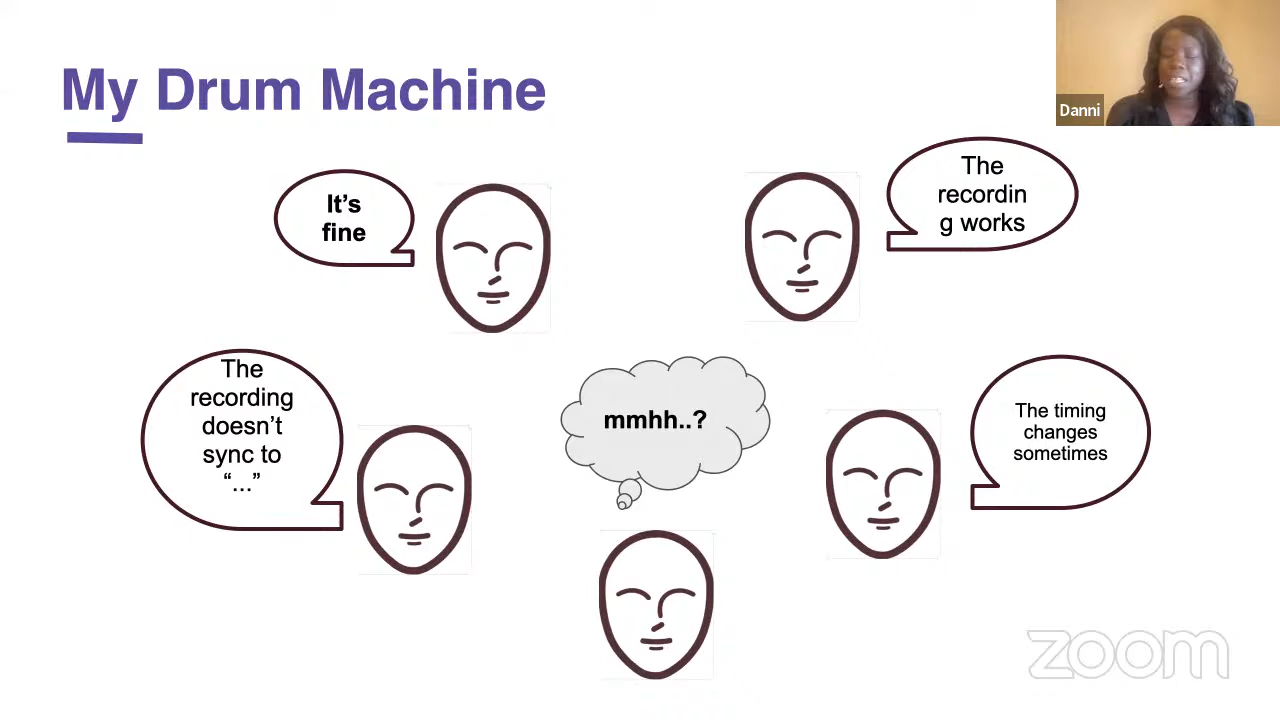 My Drum Machine
Danni
It’s
fine
The
recordin
g works
The
recording
doesn’t
sync to
“...”
mmhh..?
The timing
changes
sometimes
zoom